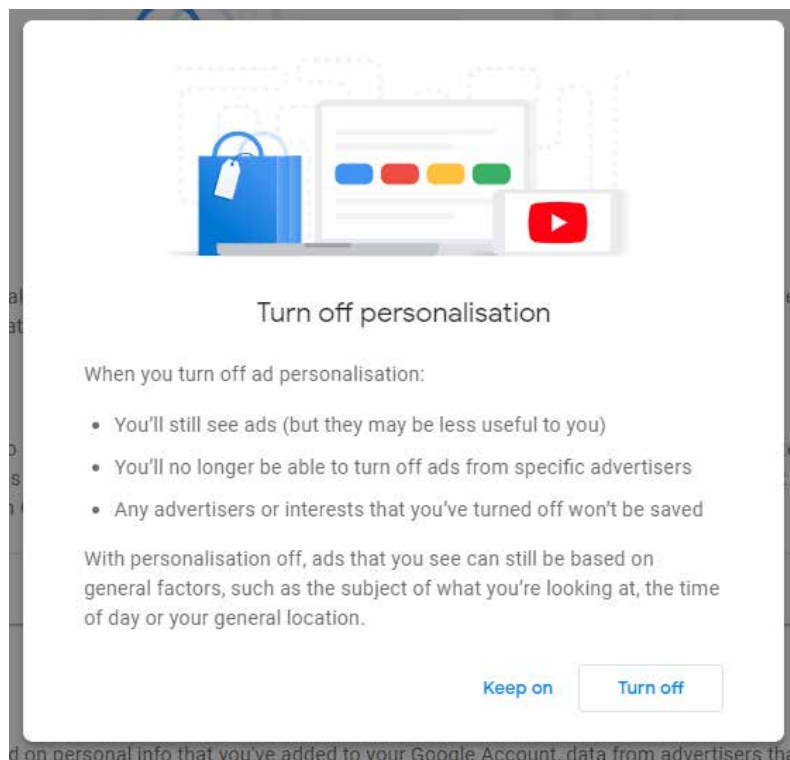 Turn off personalisation
When you turn off ad personalisation:
• You'll still see ads (but they may be less useful to you)
• You'll no longer be able to turn off ads from specific advertisers
• Any advertisers or interests that you've turned off won't be saved
With personalisation off, ads that you see can still be based on
general factors, such as the subject of what you're looking at, the time
of day or your general location.
Keep on
Turn off
on personal info that you've added to your Google Account, data from advertisers